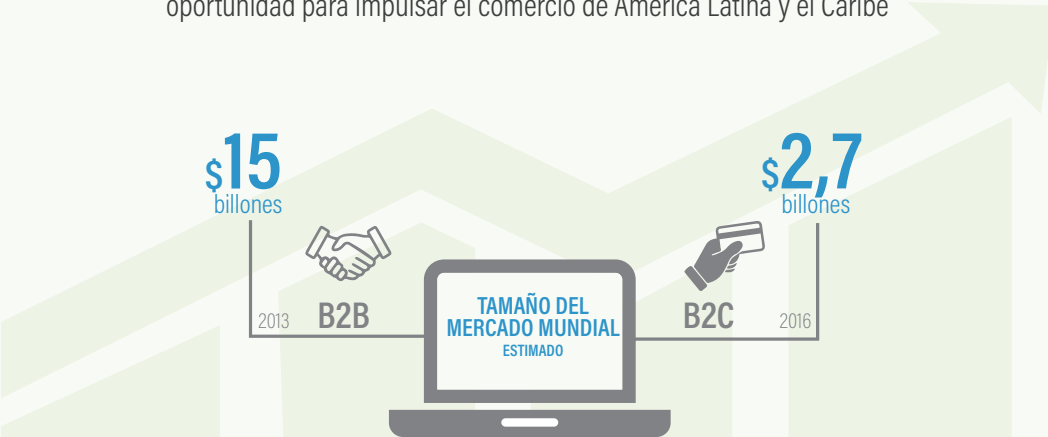 oportunidad para impulsar el comercio de América Latina y el Caribe
$15
billones
$2,7
billones
2013
B2B
TAMAÑO DEL
MERCADO MUNDIAL
ESTIMADO
B2C
2016